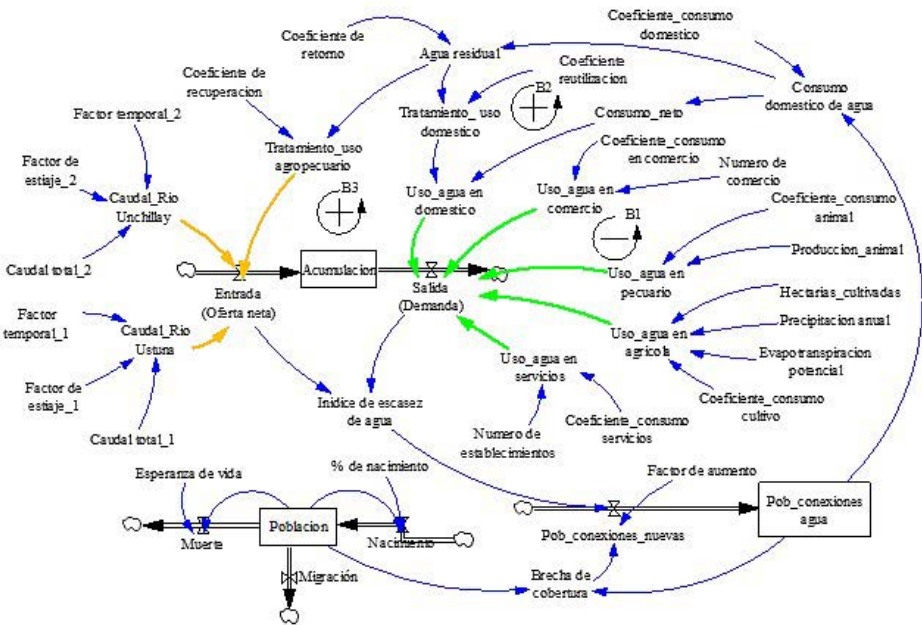 Coeficiente_consumo
domestico
Coeficiente de
retorno
Agua residual
Coeficiente
reutilizacion
Consumo
domestico de agua
Coeficiente de
recuperacion
B2
Factor temporal_2
Tratamiento_ uso
domestico
Consumo_neto
Tratamiento_uso
agropecuario
Coeficiente_consumo
en comercio
Factor de
estiaje_2
Numero de
comercio
B3
Caudal_Rio
Unchillay
Uso_agua en
domestico
Uso_agua en
comercio
Coeficiente_consumo
animal
B1
Produccion_animal
Caudal total_2
Acumulacion
Uso_agua en
pecuario
Entrada
(Oferta neta)
Salida
(Demanda)
Hectarias_cultivadas
Factor
temporal_1
Precipitacion anual
Caudal_Rio
Ustuna
Uso_agua en
agricola
Evapotranspiracion
potencial
Uso_agua en
servicios
Factor de
estiaje_1
Inidice de escasez
de agua
Coeficiente_consumo
cultivo
Coeficiente_consumo
servicios
Caudal total_1
Numero de
establecimientos
Esperanza de vida
% de nacimiento
Factor de aumento
Pob_conexiones
agua
Poblacion
Muerte
Nacimiento
Pob_conexiones_nuevas
Migración
Brecha de
cobertura